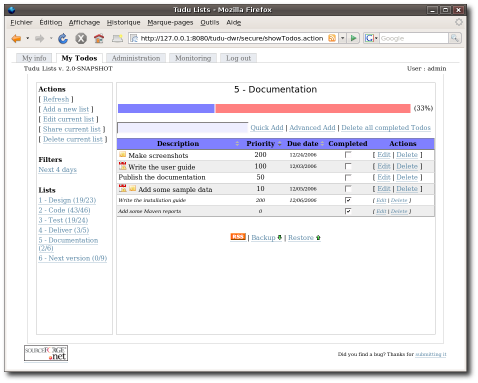 Tudu Lists - Mozilla Firefox
Fichier Edition Affichage Historique Marque-pages Outils Aide
http://127.0.0.1:8080/tudu-dwr/secure/showTodos.action Google
My info My Todos Administration Monitoring Log out
Tudu Lists v. 2.0-SNAPSHOT User : admin
Actions
[ Refresh ]
[ Add a new list ]
[ Edit current list ]
[ Share current list ]
[ Delete current list ]
Filters
Next 4 days
Lists
1 - Design (19/23)
2 - Code (43/46)
3 - Test (19/24)
4 - Deliver (3/5)
5 - Documentation
(2/6)
6 - Next version (0/9)
5 - Documentation
(33%)
Quick Add | Advanced Add | Delete all completed Todos
Description Priority Due date Completed Actions
Make screenshots 200 12/24/2006 [ Edit | Delete ]
Write the user guide 100 12/03/2006 [ Edit | Delete ]
Publish the documentation 50 [ Edit | Delete ]
Add some sample data 10 12/05/2006 [ Edit | Delete ]
Write the installation guide 200 12/06/2006 [ Edit | Delete ]
Add some Maven reports 0 [ Edit | Delete ]
RSS | Backup | Restore
SOURCEFORGE
.net
Did you find a bug? Thanks for submitting it